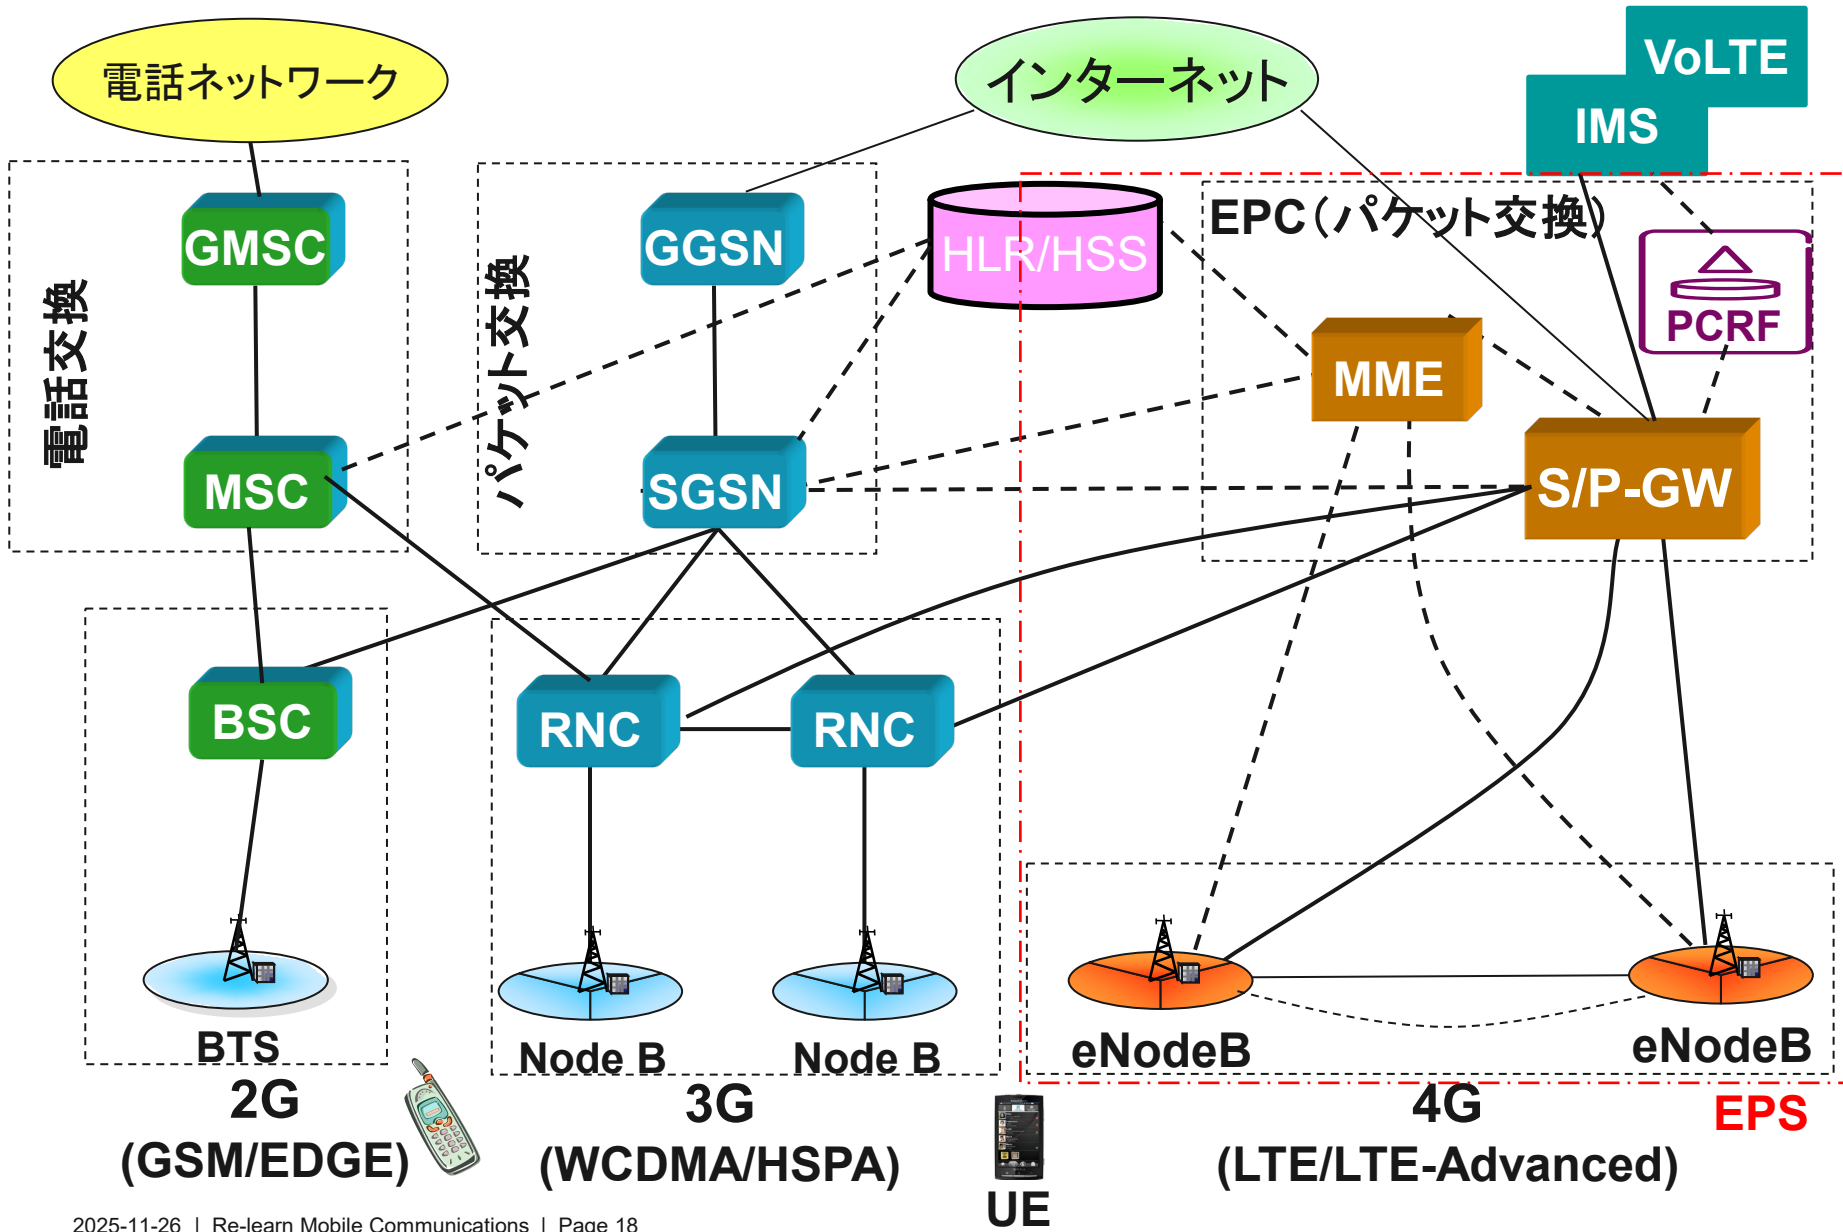 電話ネットワーク
インターネット
VoLTE
IMS
GMSC
GGSN
HLR/HSS
EPC(パケット交換)
PCRF
電話交換
パケット交換
MME
MSC
SGSN
S/P-GW
BSC
RNC
RNC
BTS
Node B
Node B
eNodeB
eNodeB
2G
(GSM/EDGE)
3G
(WCDMA/HSPA)
UE
4G
(LTE/LTE-Advanced)
EPS
2025-11-26 | Re-learn Mobile Communications | Page 18